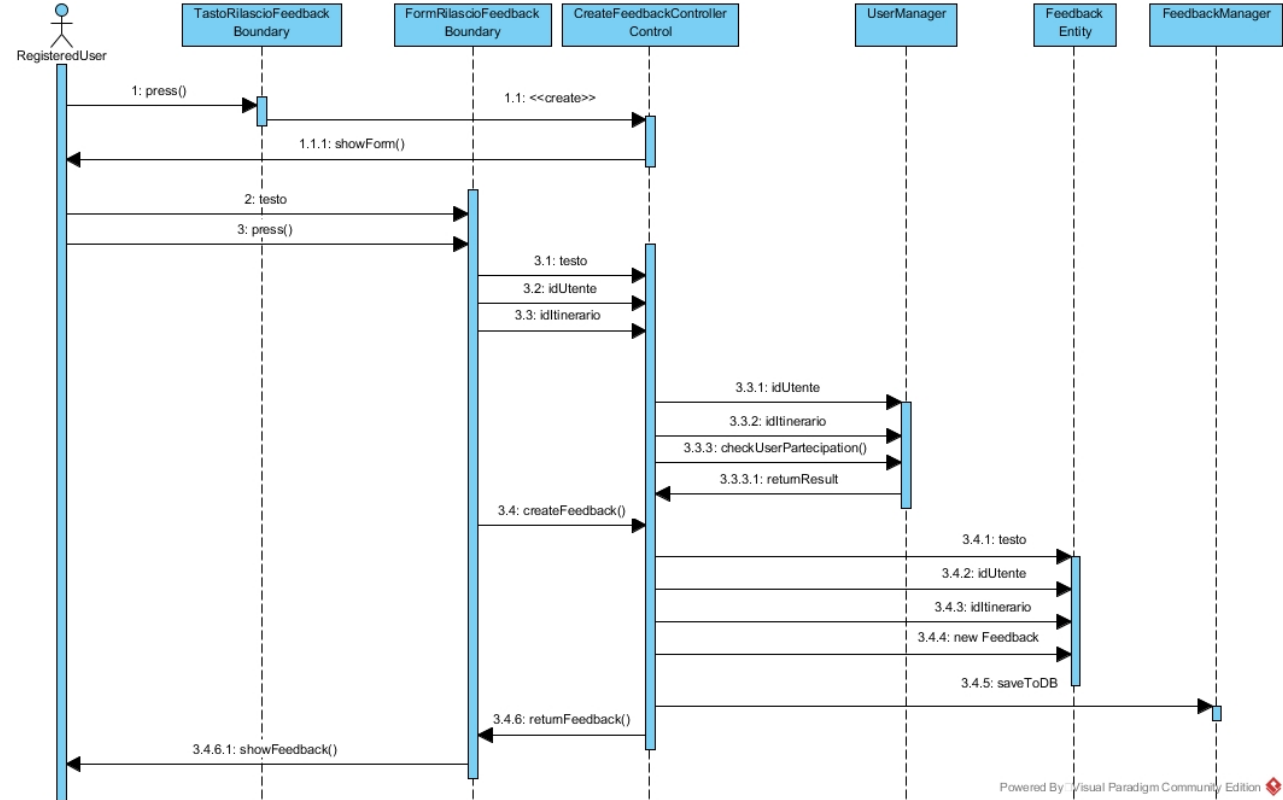 TastoRilascioFeedback
Boundary
FormRilascioFeedback
Boundary
CreateFeedbackController
Control
UserManager
Feedback
Entity
FeedbackManager
RegisteredUser
1: press()
1.1: <<create>>
1.1.1: showForm()
2: testo
3: press()
3.1: testo
3.2: idUtente
3.3: idItinerario
3.3.1: idUtente
3.3.2: idItinerario
3.3.3: checkUserPartecipation()
3.3.3.1: returnResult
3.4: createFeedback()
3.4.1: testo
3.4.2: idUtente
3.4.3: idItinerario
3.4.4: new Feedback
3.4.5: saveToDB
3.4.6: returnFeedback()
3.4.6.1: showFeedback()
Powered By Visual Paradigm Community Edition